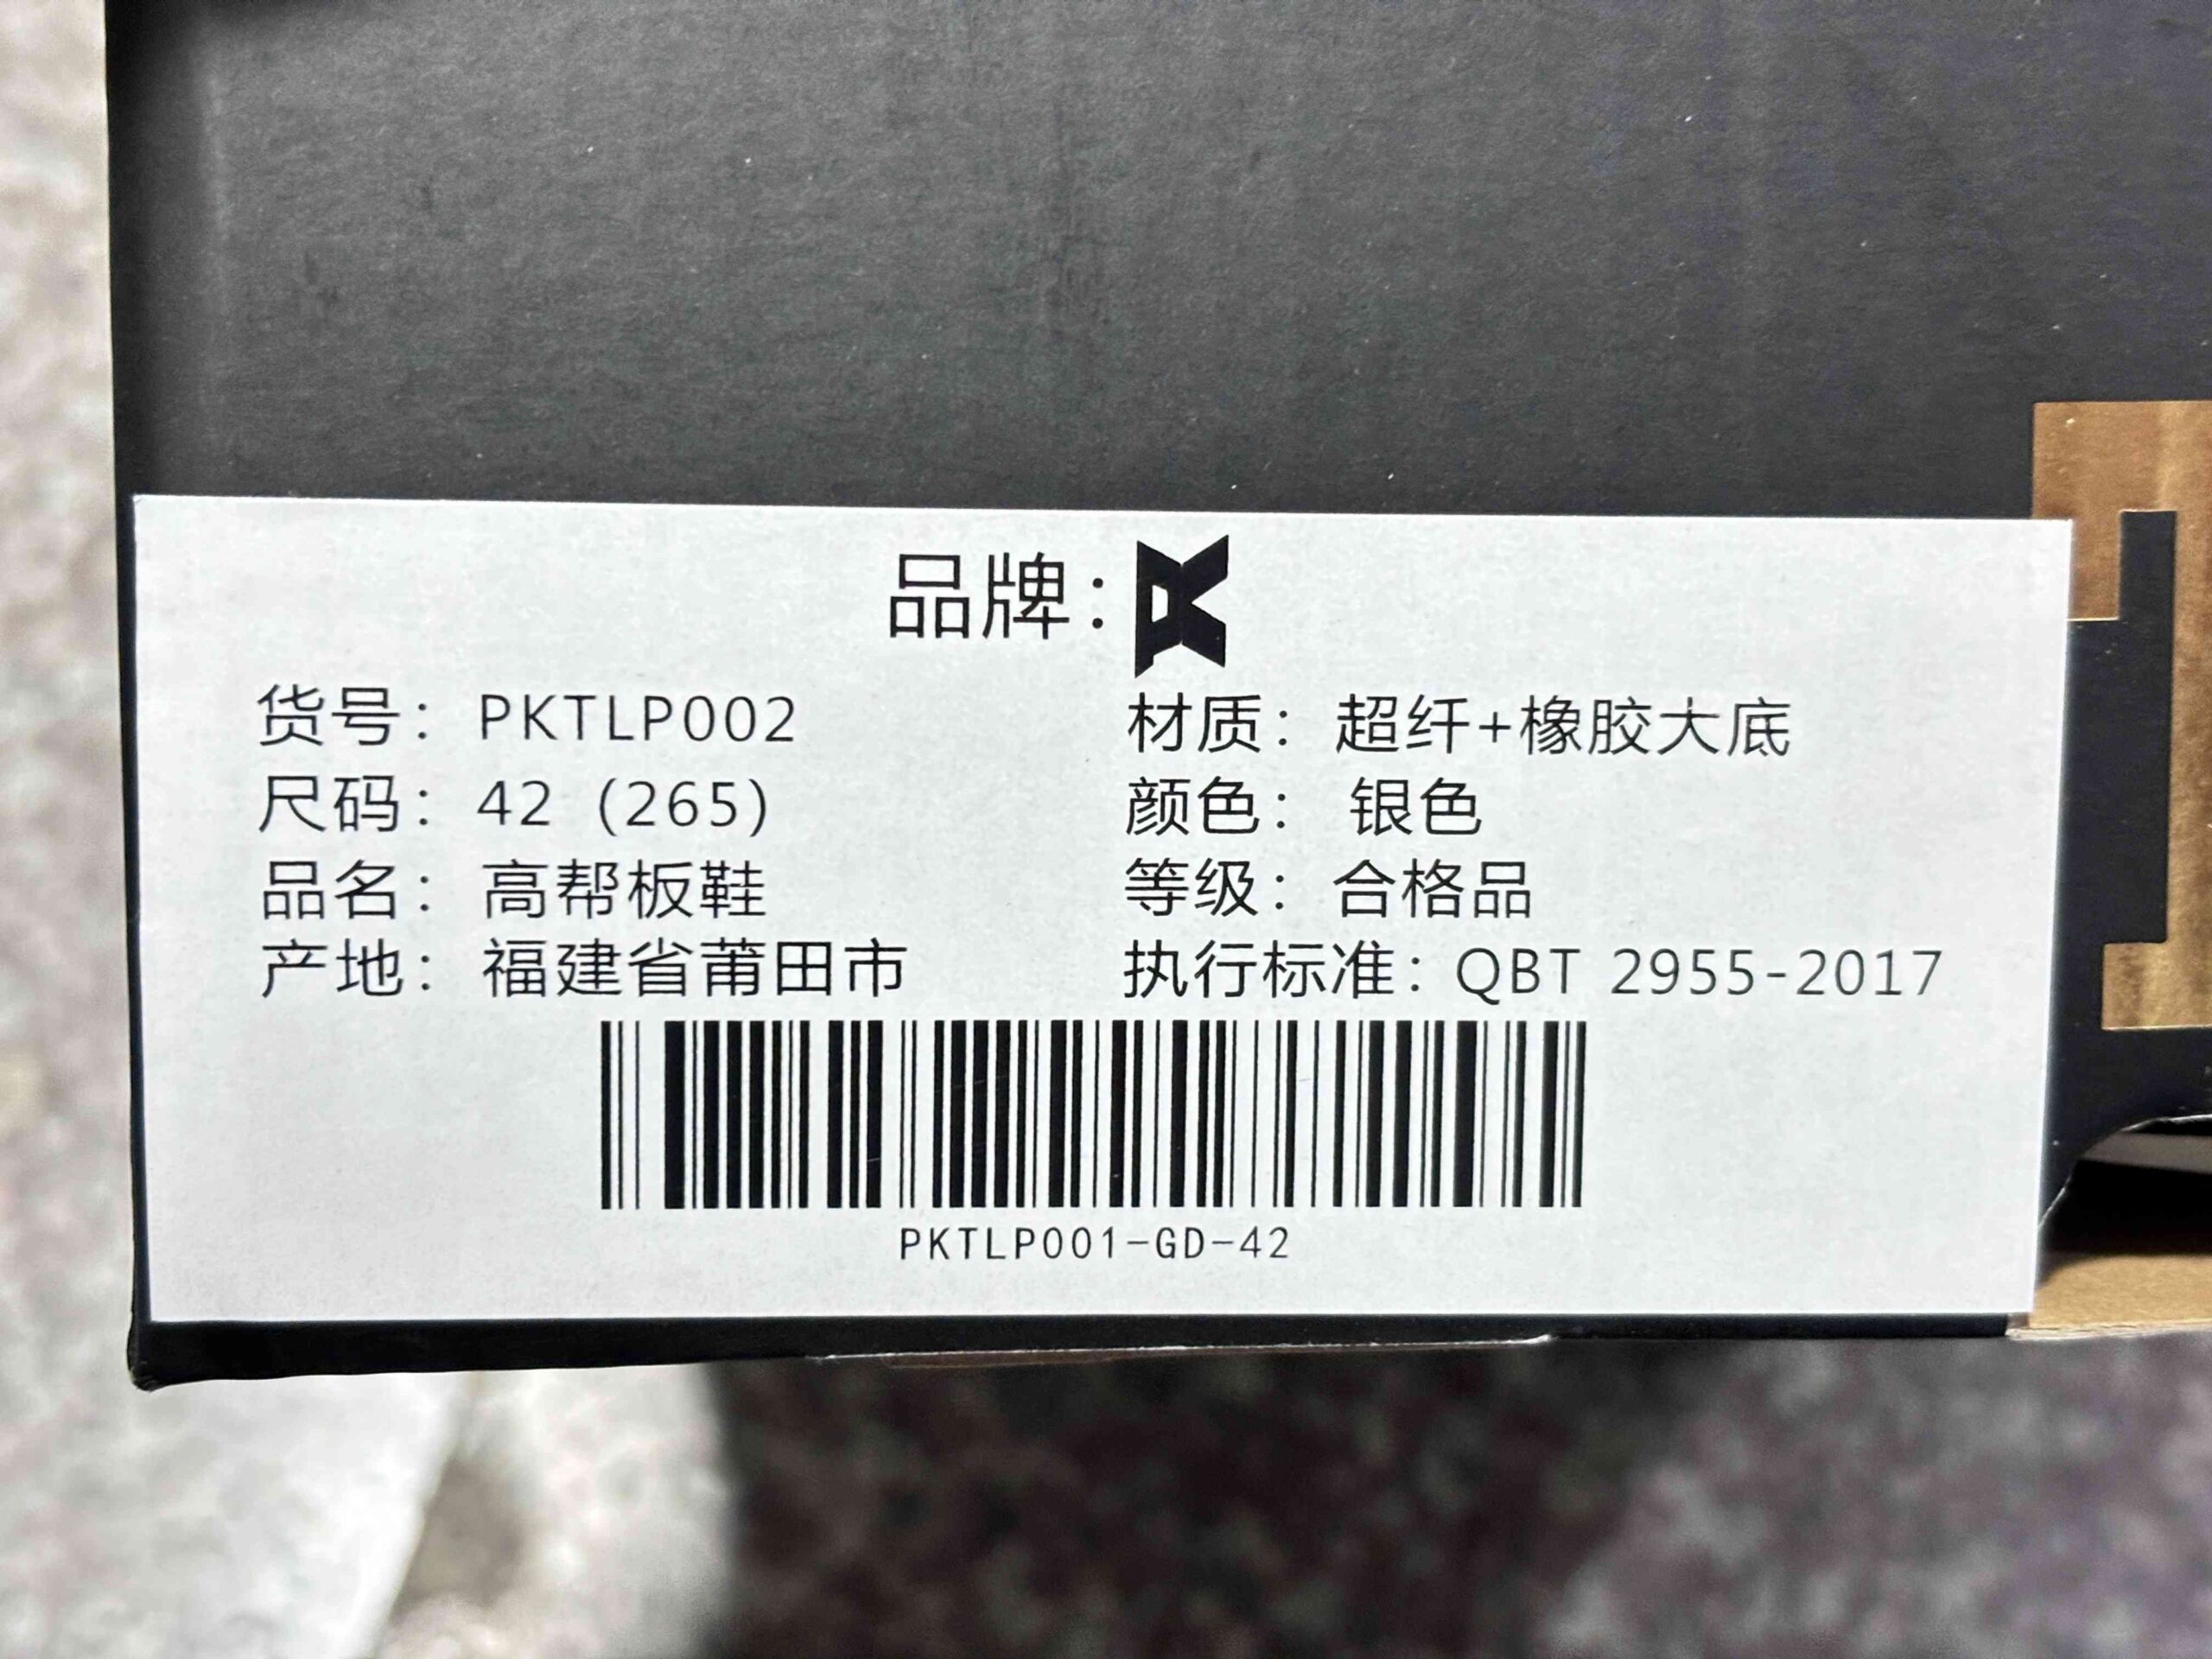 品牌：
货号： PKTLP002
材质： 超纤+橡胶大底
尺码： 42 (265)
颜色： 银色
品名： 高帮板鞋
等级： 合格品
产地： 福建省莆田市
执行标准：QBT 2955-2017
PKTLP001-GD-42